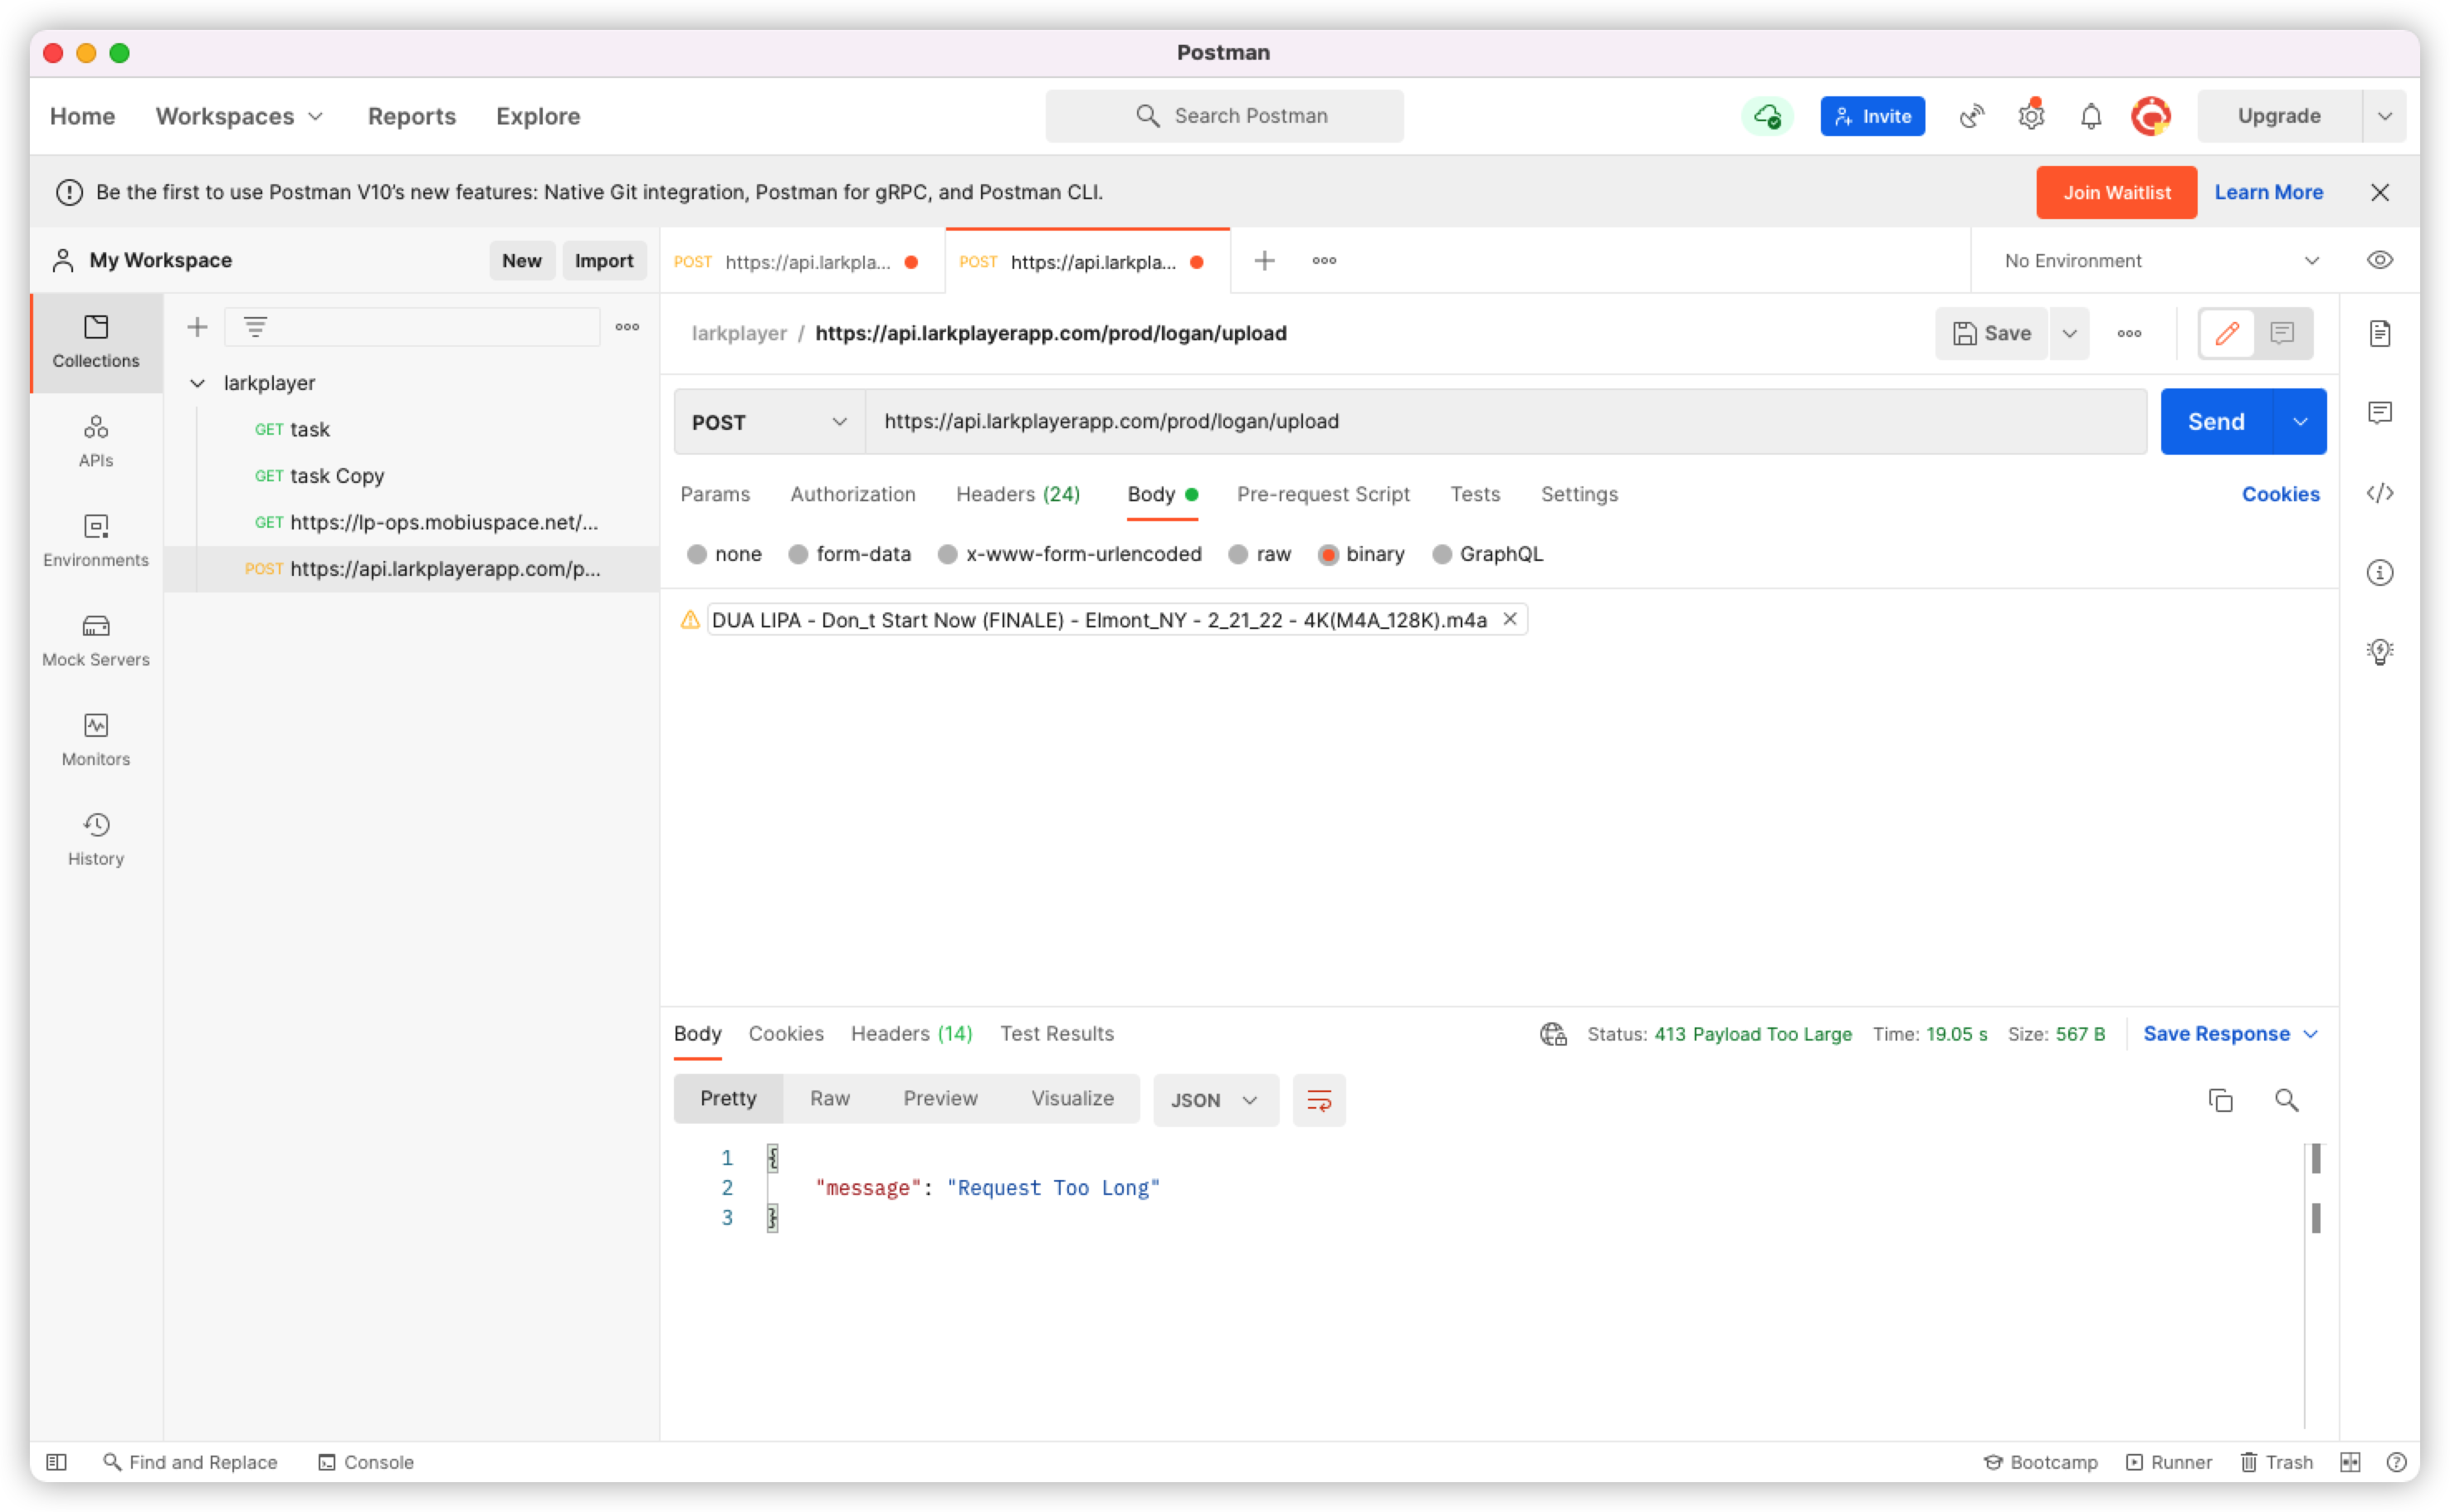 Postman
Home
Workspaces
Reports
Explore
Search Postman
Invite
Upgrade
Be the first to use Postman V10's new features: Native Git integration, Postman for gRPC, and Postman CLI.
Join Waitlist
Learn More
My Workspace
New
Import
POST https://api.larkpla...
POST https://api.larkpla...
No Environment
Collections
APIs
Environments
Mock Servers
Monitors
History
larkplayer
GET task
GET task Copy
GET https://lp-ops.mobiuspace.net/...
POST https://api.larkplayerapp.com/p...
larkplayer / https://api.larkplayerapp.com/prod/logan/upload
Save
POST
https://api.larkplayerapp.com/prod/logan/upload
Send
Params
Authorization
Headers (24)
Body
Pre-request Script
Tests
Settings
Cookies
none
form-data
x-www-form-urlencoded
raw
binary
GraphQL
DUA LIPA - Don_t Start Now (FINALE) - Elmont_NY - 2_21_22 - 4K(M4A_128K).m4a
Body
Cookies
Headers (14)
Test Results
Status: 413 Payload Too Large
Time: 19.05 s
Size: 567 B
Save Response
Pretty
Raw
Preview
Visualize
JSON
1 {
2 "message": "Request Too Long"
3 }
Find and Replace
Console
Bootcamp
Runner
Trash